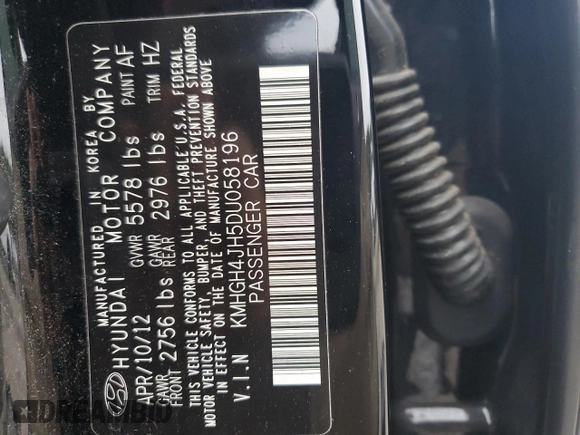 MANUFACTURED IN KOREA BY
HYUNDAI MOTOR COMPANY
APR/10/12 GVWR 5578 lbs PAINT AF
GAWR FRONT 2756 lbs GAWR REAR 2976 lbs TRIM HZ
THIS VEHICLE CONFORMS TO ALL APPLICABLE U.S.A. FEDERAL
MOTOR VEHICLE SAFETY, BUMPER, AND THEFT PREVENTION STANDARDS
IN EFFECT ON THE DATE OF MANUFACTURE SHOWN ABOVE
V.I.N KMHGH4JH5DU058196
PASSENGER CAR
DREAMBID